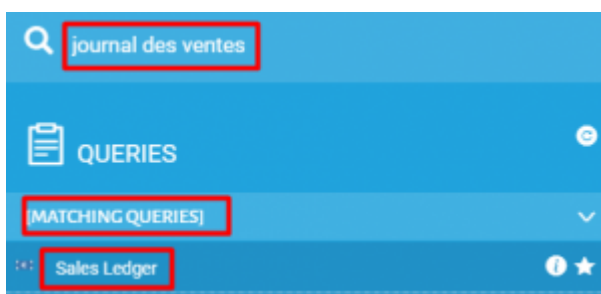 journal des ventes
QUERIES
[MATCHING QUERIES]
Sales Ledger